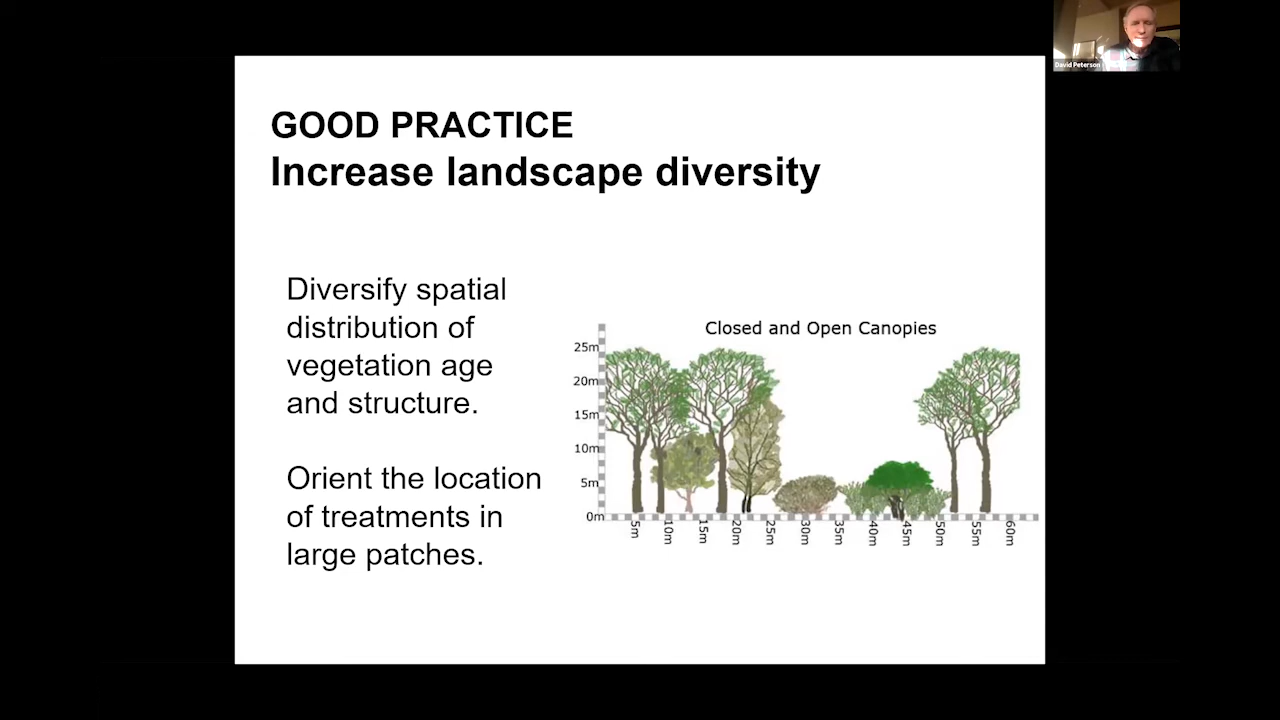 David Peterson
GOOD PRACTICE
Increase landscape diversity
Diversify spatial
distribution of
vegetation age
and structure.
Orient the location
of treatments in
large patches.
Closed and Open Canopies
25m
20m
15m
10m
5m
0m
5m
10m
15m
20m
25m
30m
35m
40m
45m
50m
55m
60m